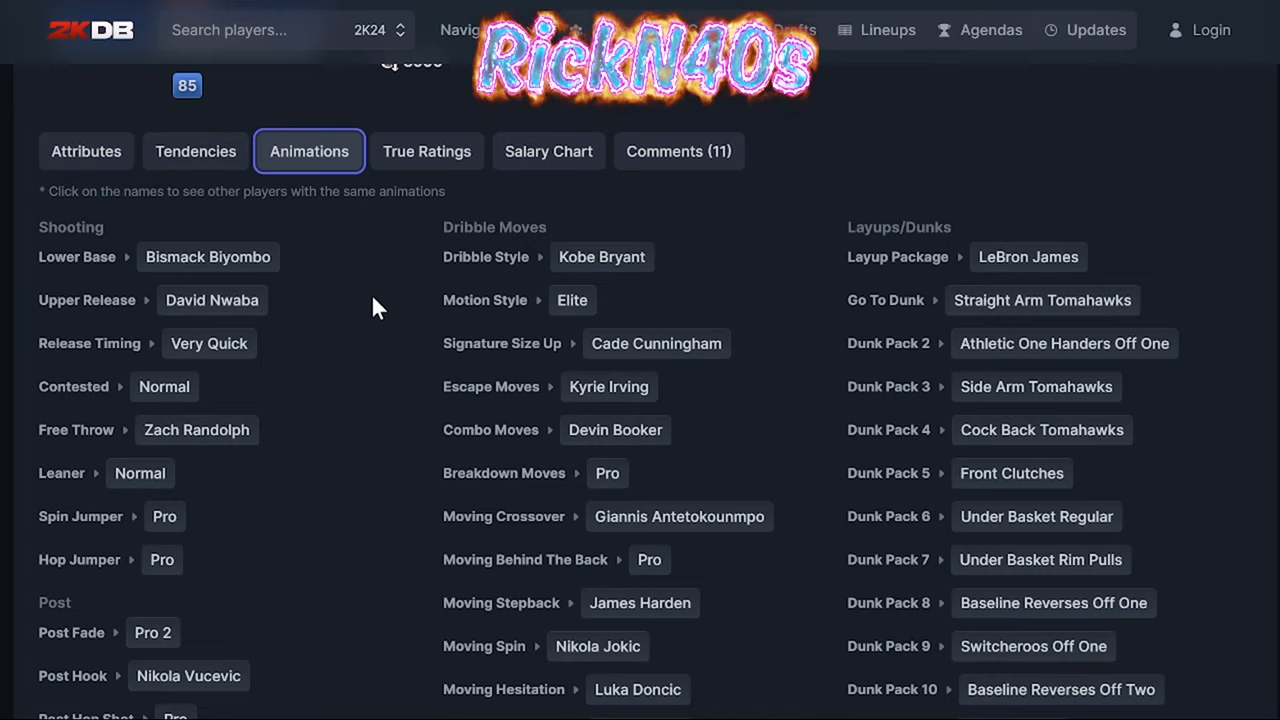 2KDB Search players... 2K24 Navig Drafts Lineups Agendas Updates Login
RickN40s
85
Attributes Tendencies Animations True Ratings Salary Chart Comments (11)
* Click on the names to see other players with the same animations
Shooting
Lower Base Bismack Biyombo
Upper Release David Nwaba
Release Timing Very Quick
Contested Normal
Free Throw Zach Randolph
Leaner Normal
Spin Jumper Pro
Hop Jumper Pro
Post
Post Fade Pro 2
Post Hook Nikola Vucevic
Post Hop Shot Pro
Dribble Moves
Dribble Style Kobe Bryant
Motion Style Elite
Signature Size Up Cade Cunningham
Escape Moves Kyrie Irving
Combo Moves Devin Booker
Breakdown Moves Pro
Moving Crossover Giannis Antetokounmpo
Moving Behind The Back Pro
Moving Stepback James Harden
Moving Spin Nikola Jokic
Moving Hesitation Luka Doncic
Layups/Dunks
Layup Package LeBron James
Go To Dunk Straight Arm Tomahawks
Dunk Pack 2 Athletic One Handers Off One
Dunk Pack 3 Side Arm Tomahawks
Dunk Pack 4 Cock Back Tomahawks
Dunk Pack 5 Front Clutches
Dunk Pack 6 Under Basket Regular
Dunk Pack 7 Under Basket Rim Pulls
Dunk Pack 8 Baseline Reverses Off One
Dunk Pack 9 Switcheroos Off One
Dunk Pack 10 Baseline Reverses Off Two